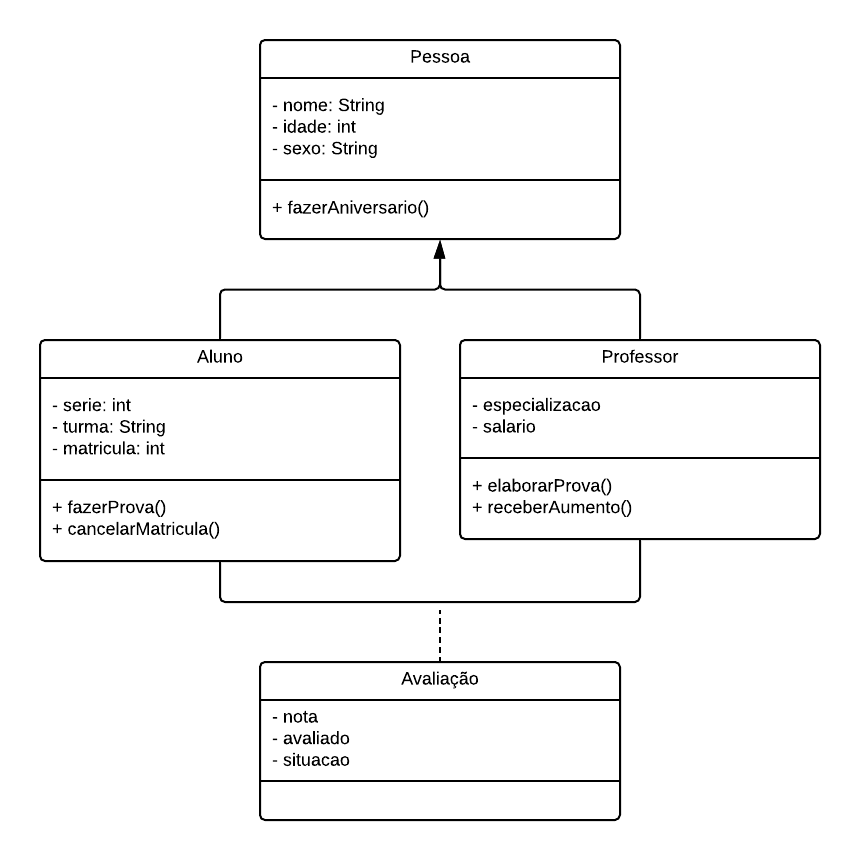 Pessoa
- nome: String
- idade: int
- sexo: String
+ fazerAniversario()
Aluno
- serie: int
- turma: String
- matricula: int
+ fazerProva()
+ cancelarMatricula()
Professor
- especializacao
- salario
+ elaborarProva()
+ receberAumento()
Avaliação
- nota
- avaliado
- situacao